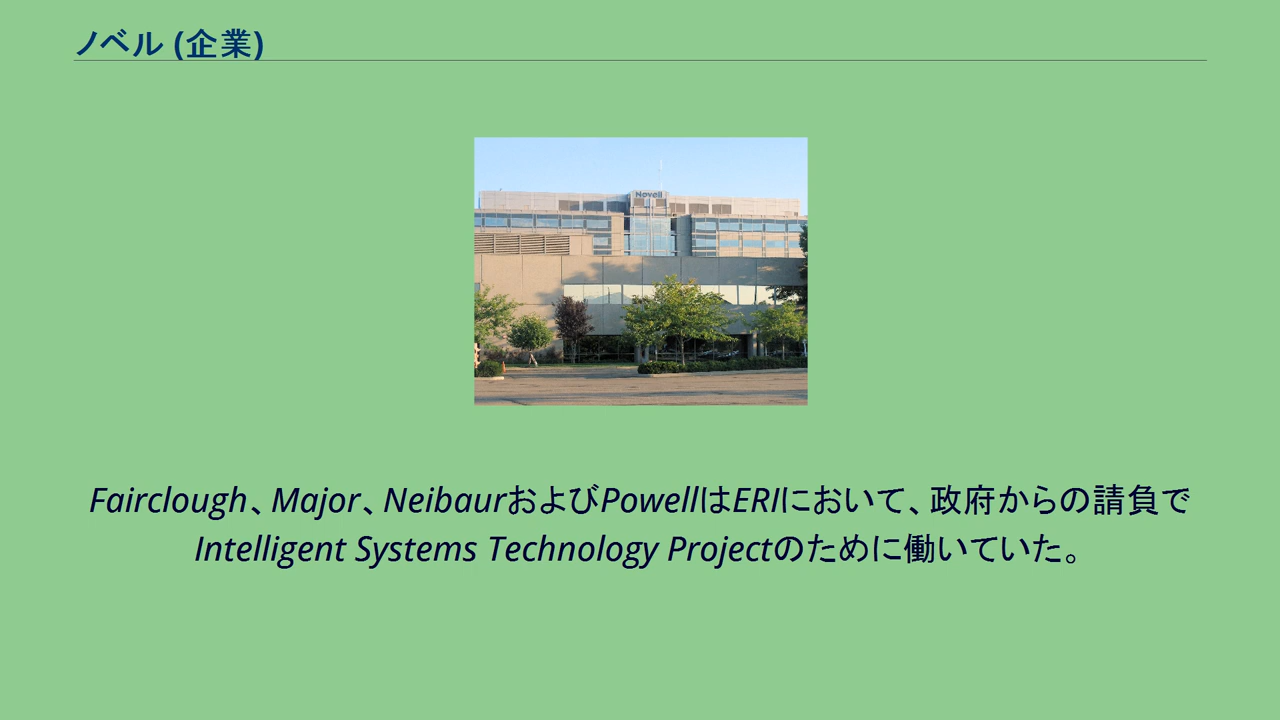 ノベル (企業)
Novell
Fairclough、Major、NeibaurおよびPowellはERIにおいて、政府からの請負で
Intelligent Systems Technology Projectのために働いていた。